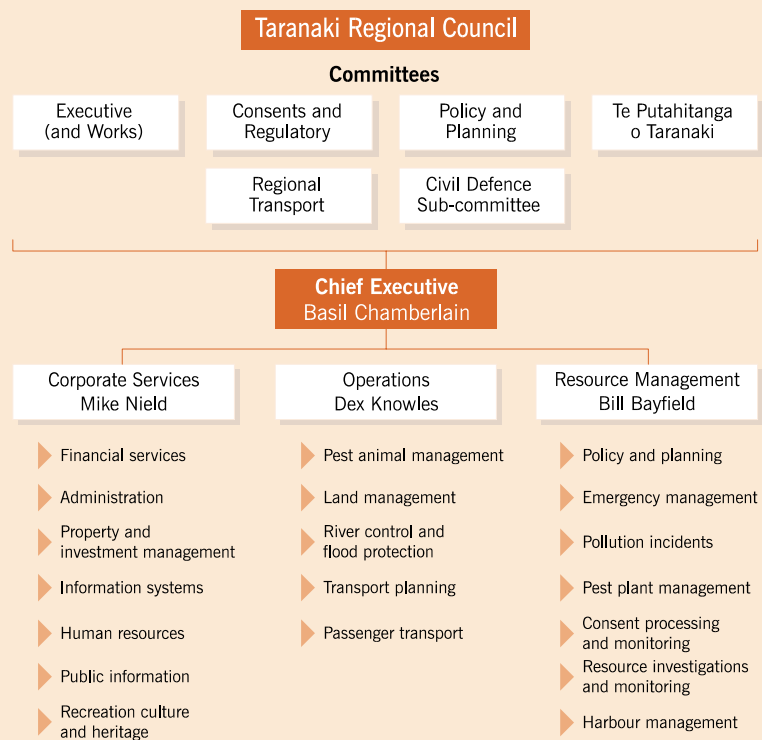 Taranaki Regional Council
Committees
Executive
(and Works)
Consents and
Regulatory
Policy and
Planning
Te Putahitanga
o Taranaki
Regional
Transport
Civil Defence
Sub-committee
Chief Executive
Basil Chamberlain
Corporate Services
Mike Nield
Financial services
Administration
Property and
investment management
Information systems
Human resources
Public information
Recreation culture
and heritage
Operations
Dex Knowles
Pest animal management
Land management
River control and
flood protection
Transport planning
Passenger transport
Resource Management
Bill Bayfield
Policy and planning
Emergency management
Pollution incidents
Pest plant management
Consent processing
and monitoring
Resource investigations
and monitoring
Harbour management